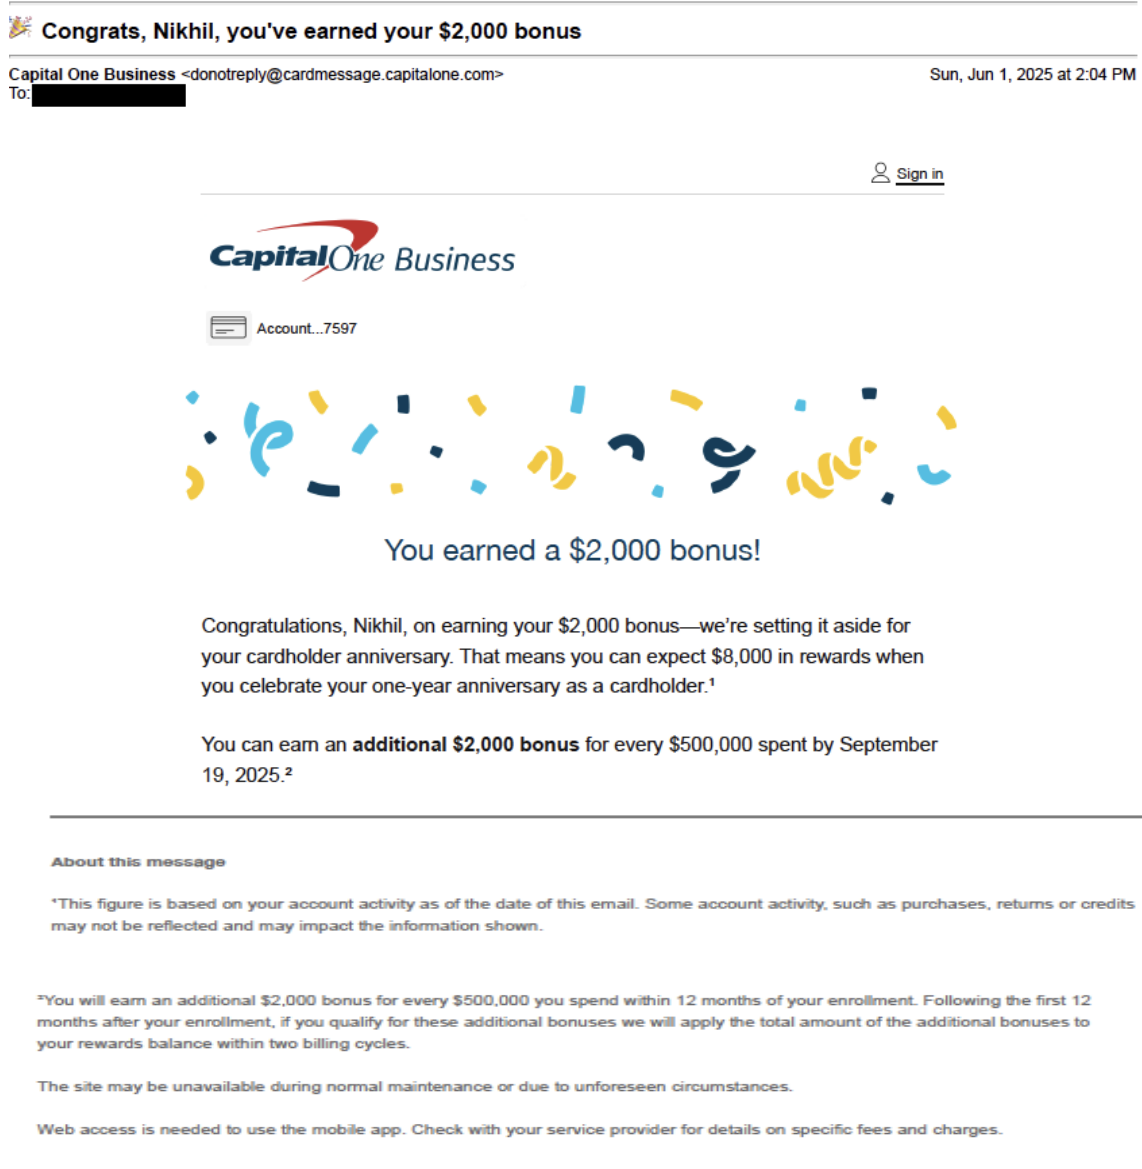 🎉 Congrats, Nikhil, you've earned your $2,000 bonus
Capital One Business <donotreply@cardmessage.capitalone.com>
Sun, Jun 1, 2025 at 2:04 PM
To:
Sign in
CapitalOne Business
Account...7597
You earned a $2,000 bonus!
Congratulations, Nikhil, on earning your $2,000 bonus—we’re setting it aside for
your cardholder anniversary. That means you can expect $8,000 in rewards when
you celebrate your one-year anniversary as a cardholder.¹
You can earn an additional $2,000 bonus for every $500,000 spent by September
19, 2025.²
About this message
¹This figure is based on your account activity as of the date of this email. Some account activity, such as purchases, returns or credits
may not be reflected and may impact the information shown.
²You will earn an additional $2,000 bonus for every $500,000 you spend within 12 months of your enrollment. Following the first 12
months after your enrollment, if you qualify for these additional bonuses we will apply the total amount of the additional bonuses to
your rewards balance within two billing cycles.
The site may be unavailable during normal maintenance or due to unforeseen circumstances.
Web access is needed to use the mobile app. Check with your service provider for details on specific fees and charges.